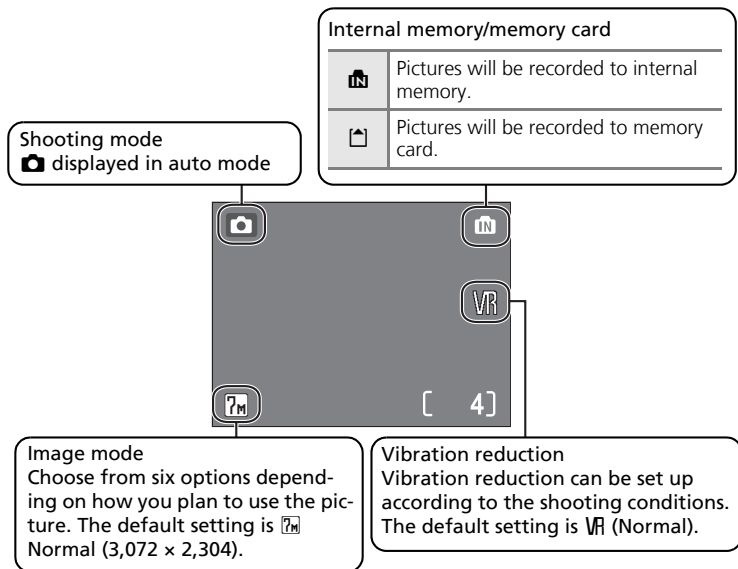 Internal memory/memory card
IN Pictures will be recorded to internal
memory.
Pictures will be recorded to memory
card.
Shooting mode
displayed in auto mode
IN
VR
7M
[ 4]
Image mode
Choose from six options depend-
ing on how you plan to use the pic-
ture. The default setting is 7M
Normal (3,072 × 2,304).
Vibration reduction
Vibration reduction can be set up
according to the shooting conditions.
The default setting is VR (Normal).